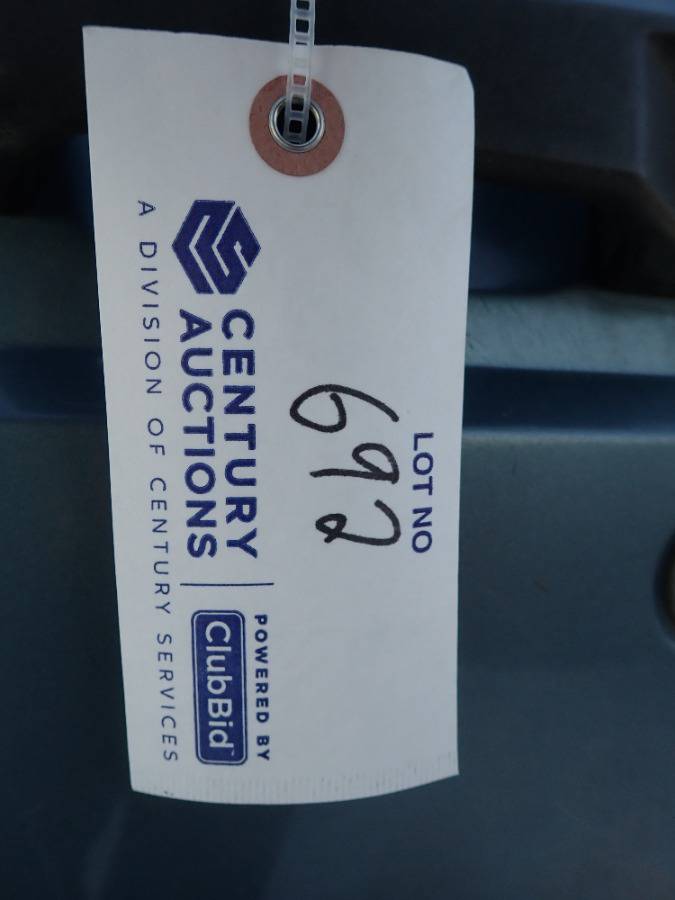 LOT NO
692
CENTURY
AUCTIONS
POWERED BY
ClubBid
A DIVISION OF CENTURY SERVICES